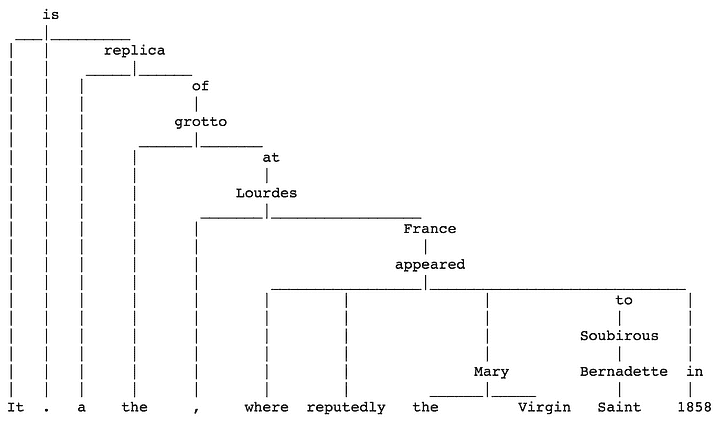 is
replica
of
grotto
at
Lourdes
France
appeared
to
Soubirous
Mary Bernadette in
It . a the , where reputedly the Virgin Saint 1858